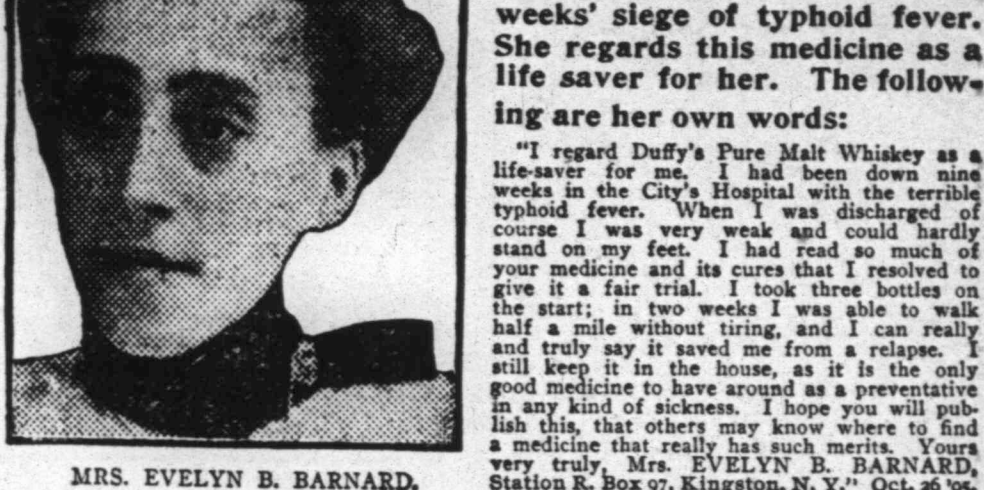 weeks' siege of typhoid fever.
She regards this medicine as a
life saver for her. The follow-
ing are her own words:
"I regard Duffy's Pure Malt Whiskey as a
life-saver for me. I had been down nine
weeks in the City's Hospital with the terrible
typhoid fever. When I was discharged of
course I was very weak and could hardly
stand on my feet. I had read so much of
your medicine and its cures that I resolved to
give it a fair trial. I took three bottles on
the start; in two weeks I was able to walk
half a mile without tiring, and I can really
and truly say it saved me from a relapse. I
still keep it in the house, as it is the only
good medicine to have around as a preventative
in any kind of sickness. I hope you will pub-
lish this, that others may know where to find
a medicine that really has such merits. Yours
very truly, Mrs. EVELYN B. BARNARD,
Station R, Box 97, Kingston, N. Y." Oct. 26 '05.
MRS. EVELYN B. BARNARD.